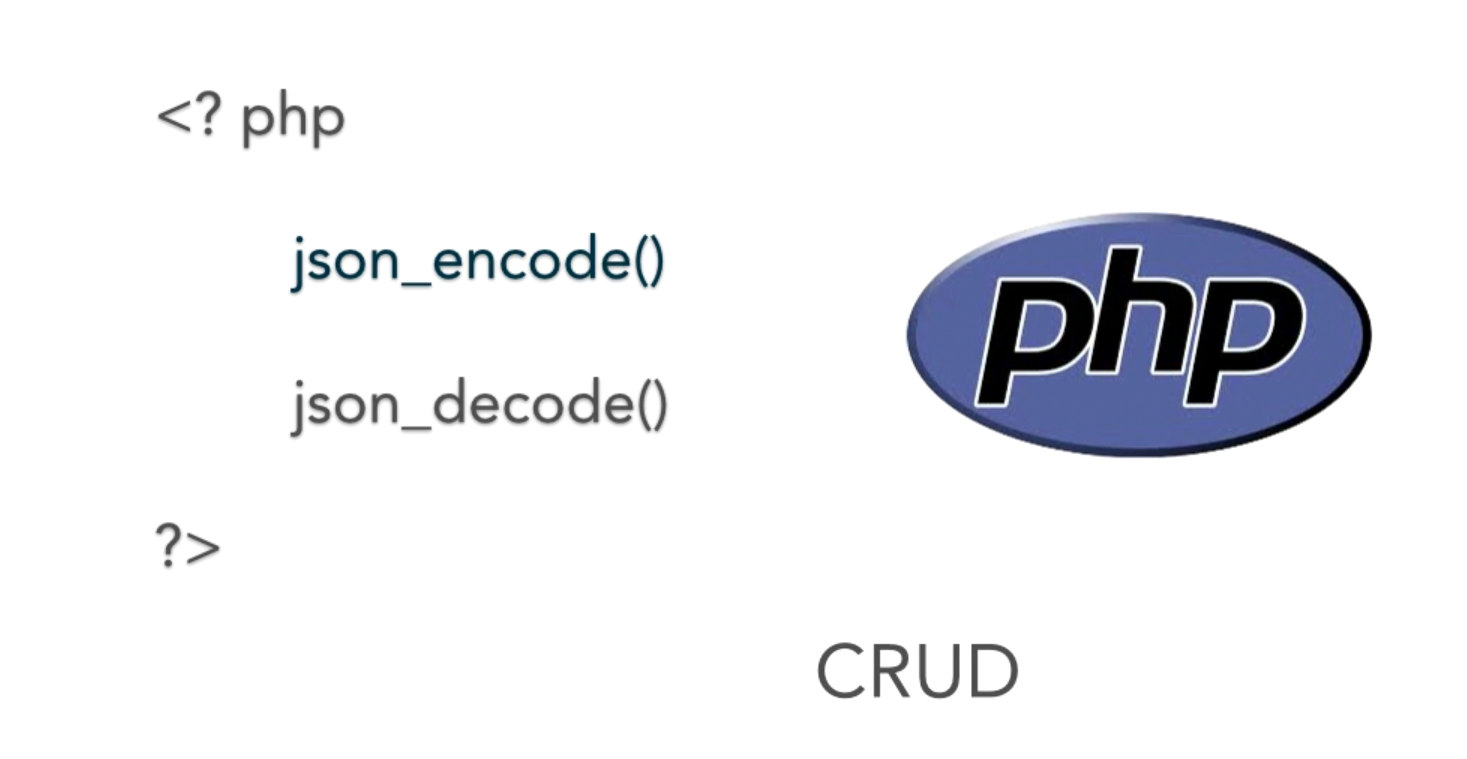 <? php
json_encode()
json_decode()
?>
php
CRUD